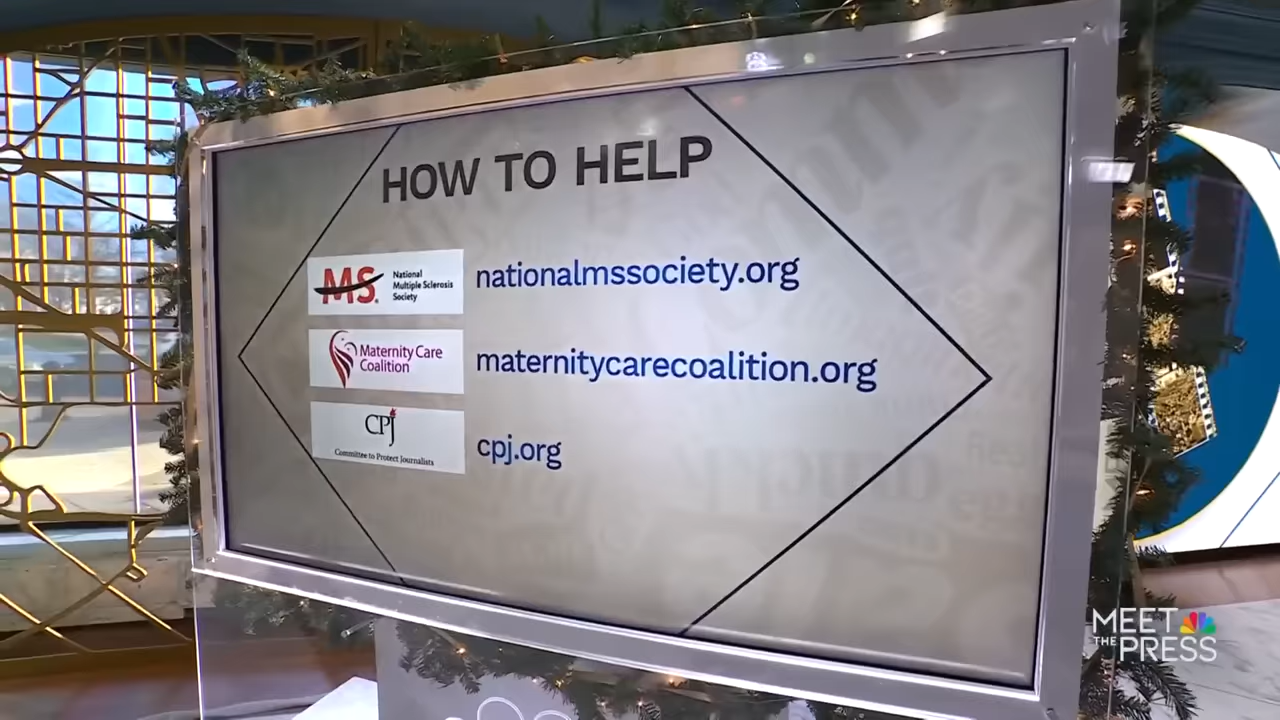 HOW TO HELP
MS
National
Multiple Sclerosis
Society
nationalmssociety.org
Maternity Care
Coalition
maternitycarecoalition.org
CPJ
Committee to Protect Journalists
cpj.org
MEET
THE PRESS